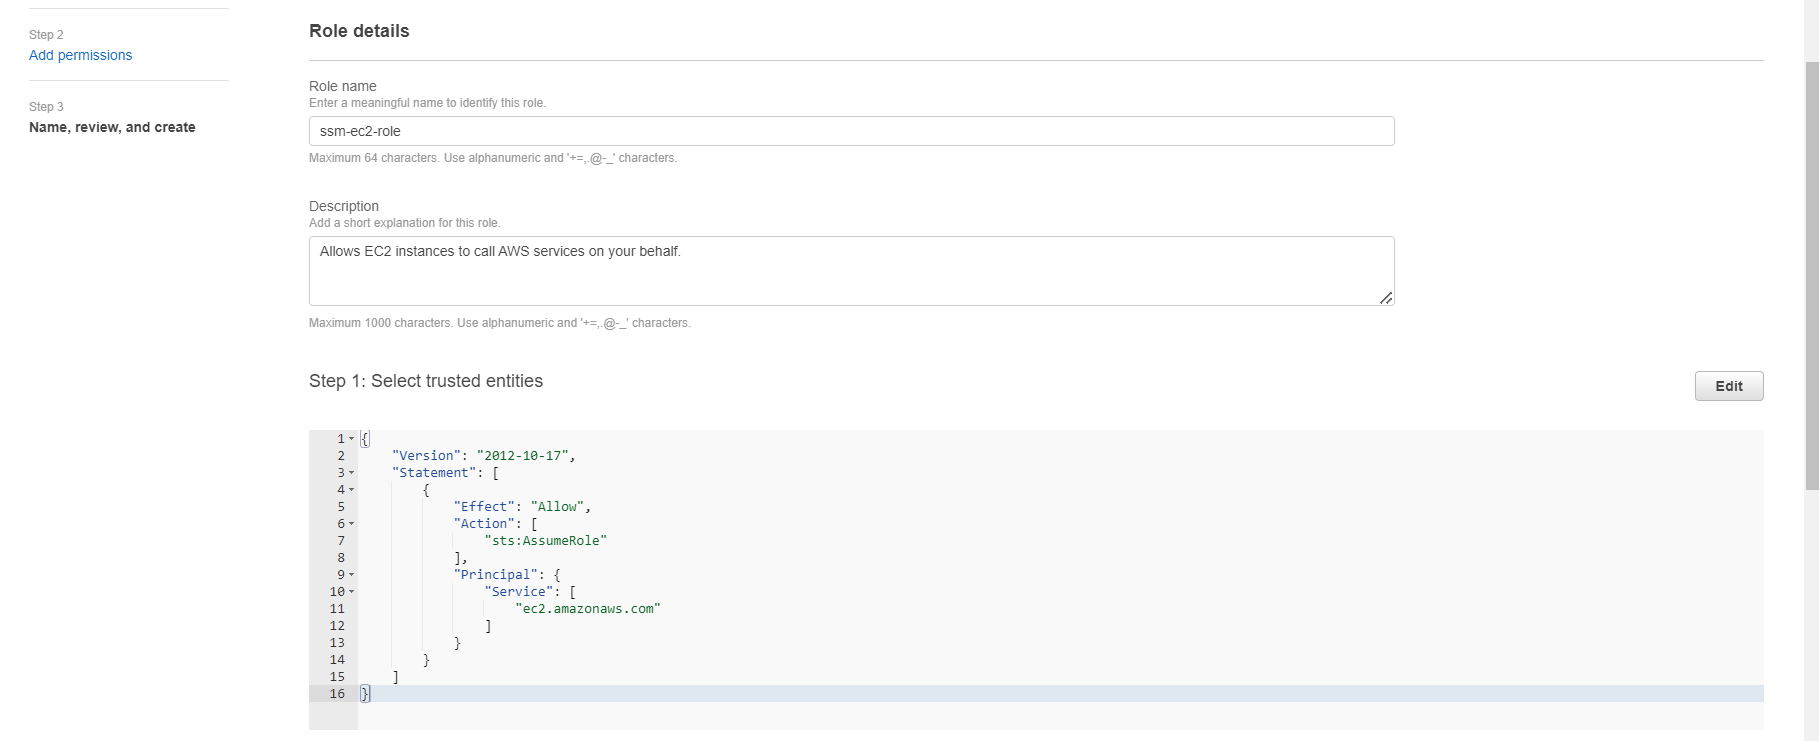 Step 2
Add permissions
Step 3
Name, review, and create
Role details
Role name
Enter a meaningful name to identify this role.
ssm-ec2-role
Maximum 64 characters. Use alphanumeric and '+=,.@-_' characters.
Description
Add a short explanation for this role.
Allows EC2 instances to call AWS services on your behalf.
Maximum 1000 characters. Use alphanumeric and '+=,.@-_' characters.
Step 1: Select trusted entities
Edit
1 {
2 "Version": "2012-10-17",
3 "Statement": [
4 {
5 "Effect": "Allow",
6 "Action": [
7 "sts:AssumeRole"
8 ],
9 "Principal": {
10 "Service": [
11 "ec2.amazonaws.com"
12 ]
13 }
14 }
15 ]
16 }